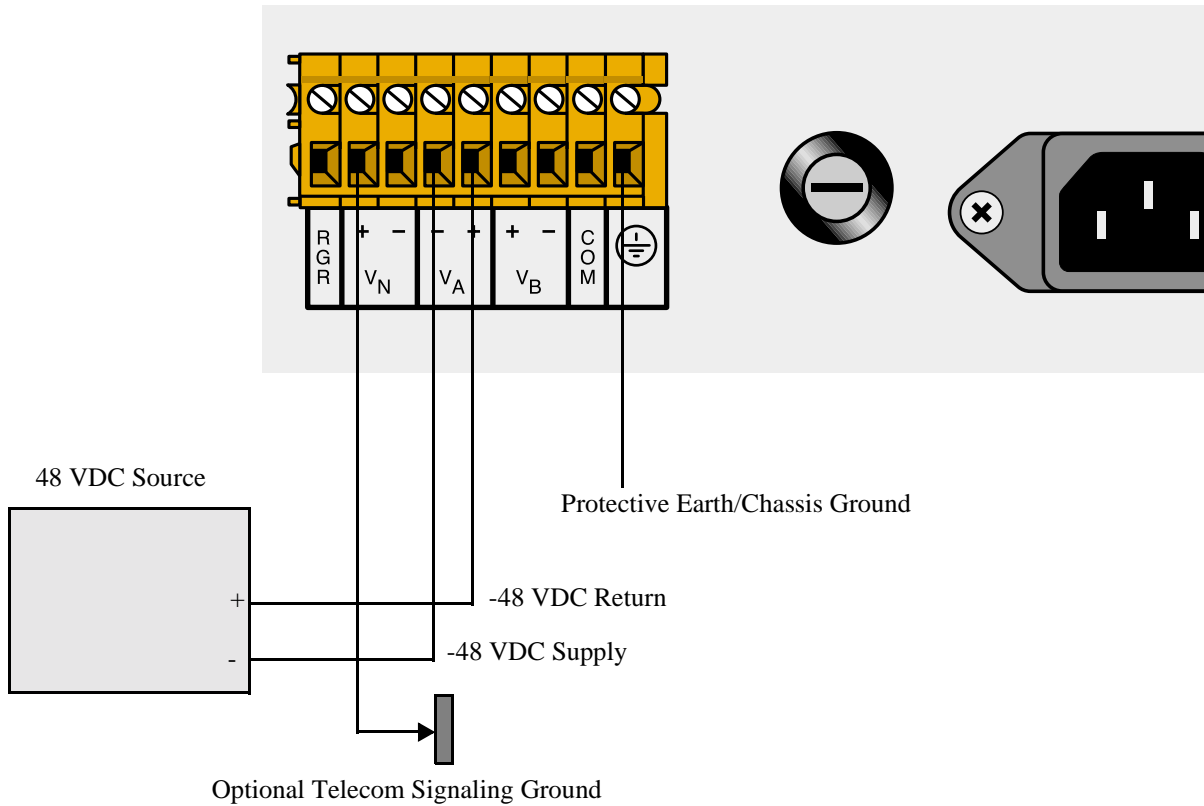 R
G
R
+ − − + + −
V_N V_A V_B
C
O
M
48 VDC Source
Protective Earth/Chassis Ground
+
-48 VDC Return
-
-48 VDC Supply
Optional Telecom Signaling Ground